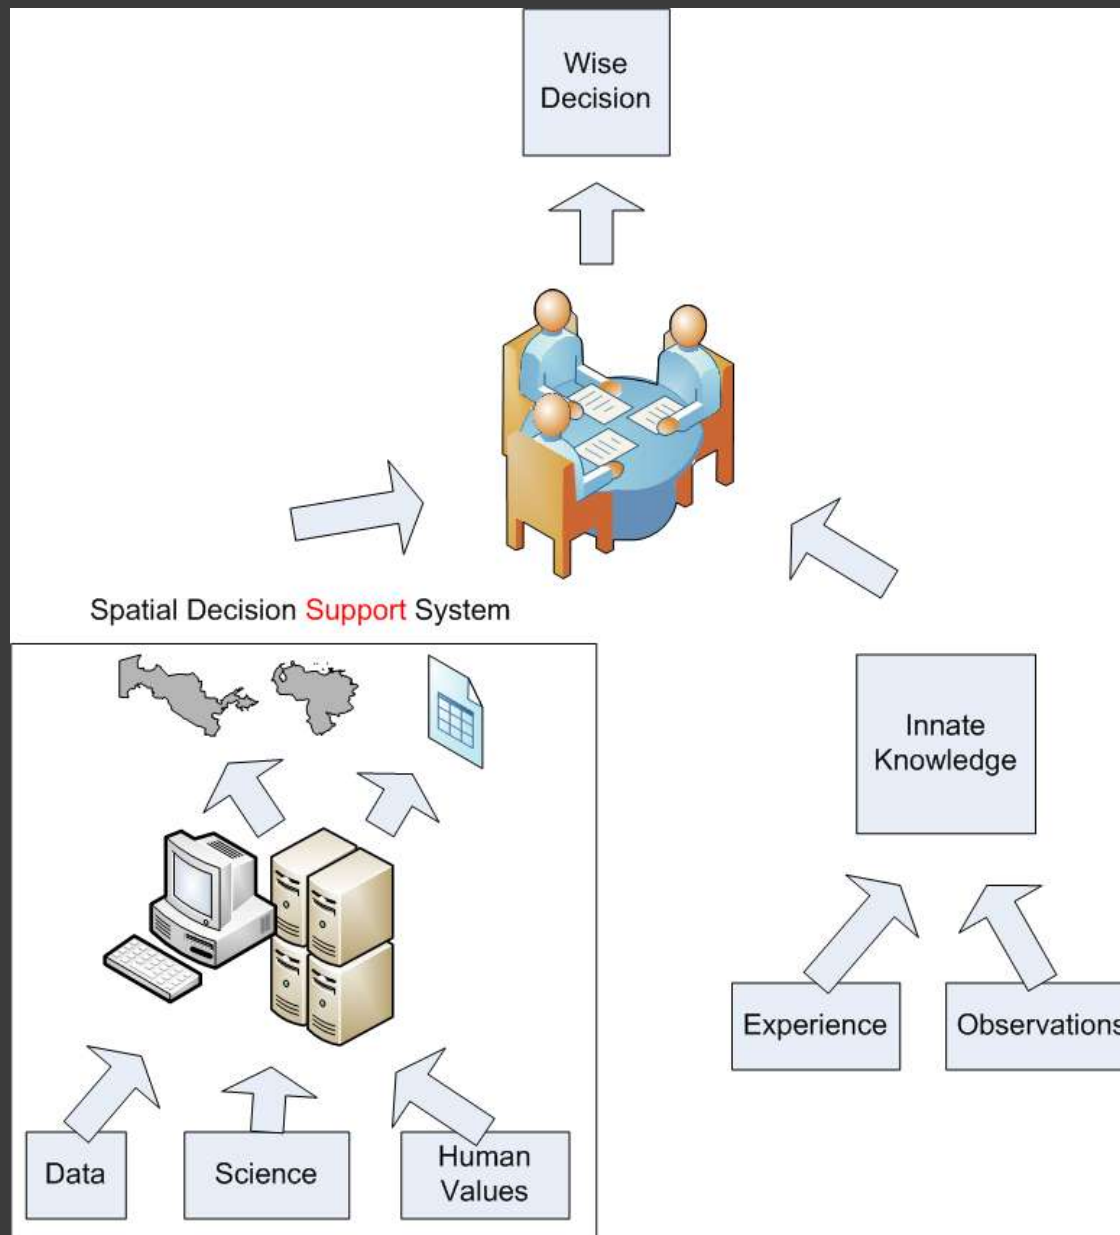 Wise
Decision
Spatial Decision Support System
Innate
Knowledge
Experience
Observations
Data
Science
Human
Values